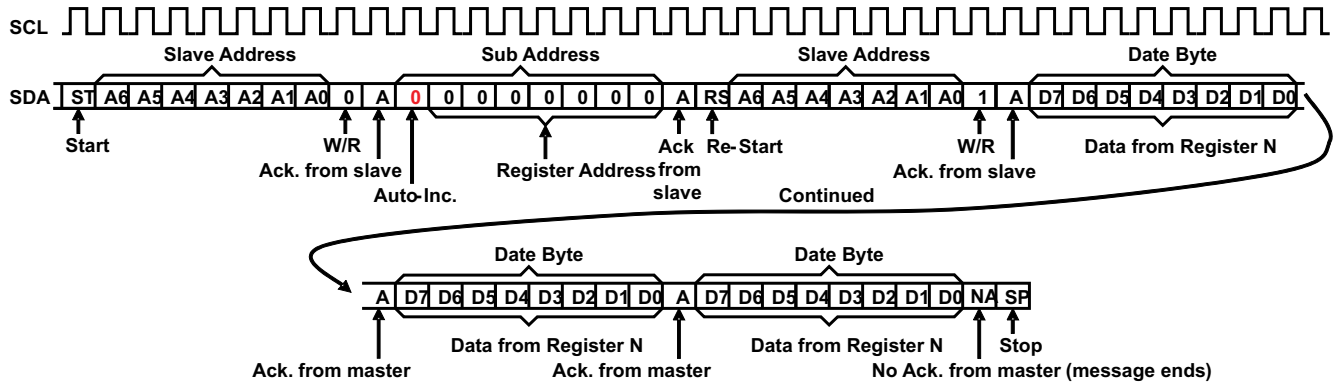 SCL
Slave Address Sub Address Slave Address Date Byte
SDA ST A6 A5 A4 A3 A2 A1 A0 0 A 0 0 0 0 0 0 0 0 A RS A6 A5 A4 A3 A2 A1 A0 1 A D7 D6 D5 D4 D3 D2 D1 D0
Start W/R Ack Re-Start W/R Data from Register N
Ack. from slave Register Address from Ack. from slave
Auto-Inc. slave Continued
Date Byte Date Byte
A D7 D6 D5 D4 D3 D2 D1 D0 A D7 D6 D5 D4 D3 D2 D1 D0 NA SP
Data from Register N Data from Register N Stop
Ack. from master Ack. from master No Ack. from master (message ends)